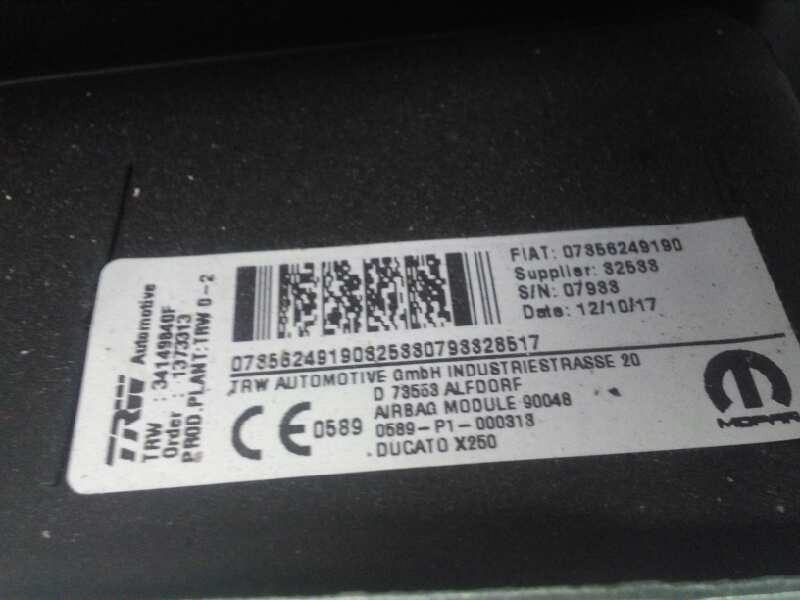 TRW Automotive
TRW : 34149840F
Order : 1373313
PROD.PLANT:TRW 0-2
FIAT: 07356249190
Supplier: 32533
S/N: 07933
Date: 12/10/17
07356249190325330793328517
TRW AUTOMOTIVE GmbH INDUSTRIESTRASSE 20
D 73553 ALFDORF
AIRBAG MODULE 90048
CE 0589 0589-P1-000313
DUCATO X250
MOPAR